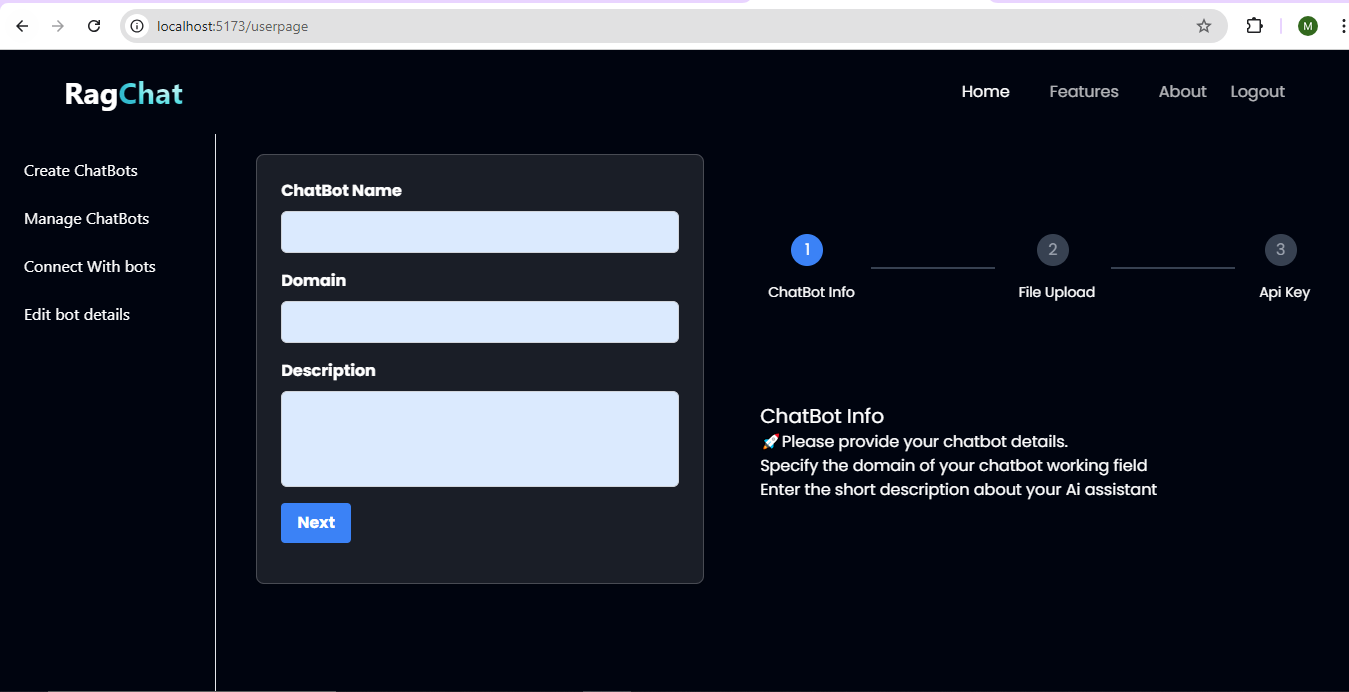 localhost:5173/userpage
M
RagChat
Home Features About Logout
Create ChatBots
Manage ChatBots
Connect With bots
Edit bot details
ChatBot Name
Domain
Description
Next
1 2 3
ChatBot Info File Upload Api Key
ChatBot Info
🚀Please provide your chatbot details.
Specify the domain of your chatbot working field
Enter the short description about your Ai assistant